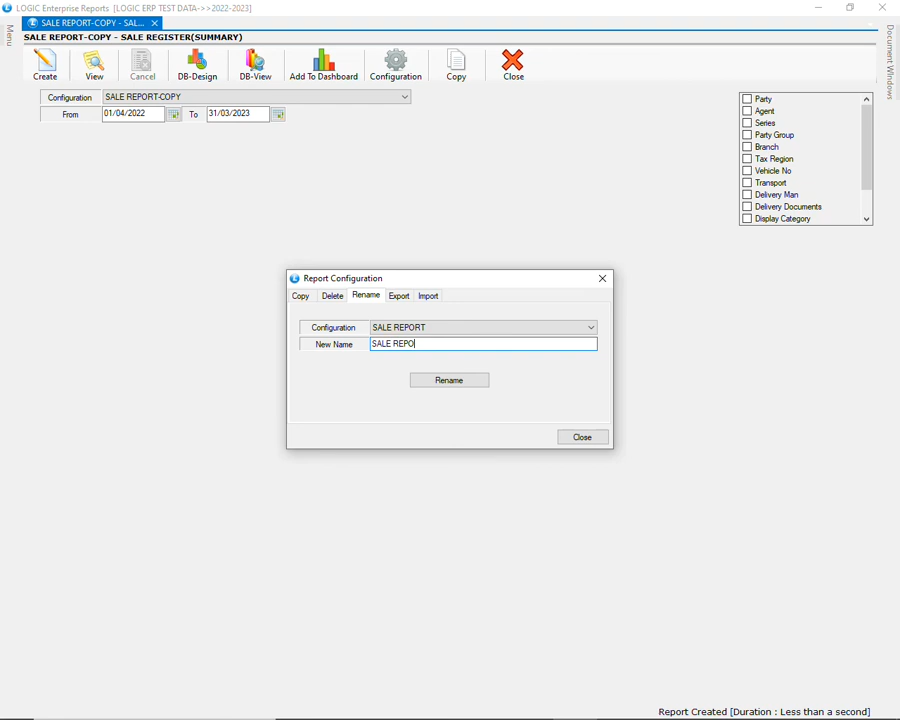 LOGIC Enterprise Reports [LOGIC ERP TEST DATA->>2022-2023]
Menu
SALE REPORT-COPY - SAL...
SALE REPORT-COPY - SALE REGISTER(SUMMARY)
Create View Cancel DB-Design DB-View Add To Dashboard Configuration Copy Close
Configuration SALE REPORT-COPY
From 01/04/2022 To 31/03/2023
Document Windows
Party
Agent
Series
Party Group
Branch
Tax Region
Vehicle No
Transport
Delivery Man
Delivery Documents
Display Category
Report Configuration
Copy Delete Rename Export Import
Configuration SALE REPORT
New Name SALE REPO
Rename
Close
Report Created [Duration : Less than a second]